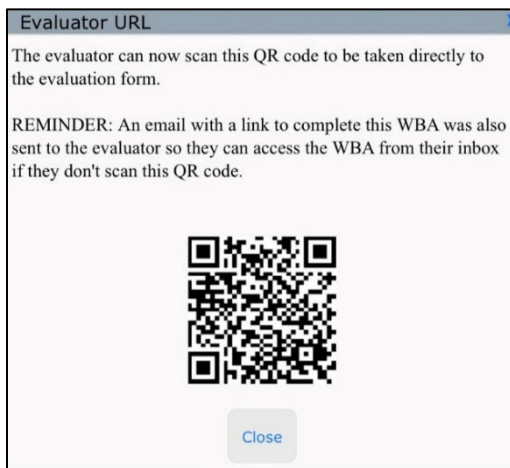 Evaluator URL
The evaluator can now scan this QR code to be taken directly to
the evaluation form.
REMINDER: An email with a link to complete this WBA was also
sent to the evaluator so they can access the WBA from their inbox
if they don't scan this QR code.
Close